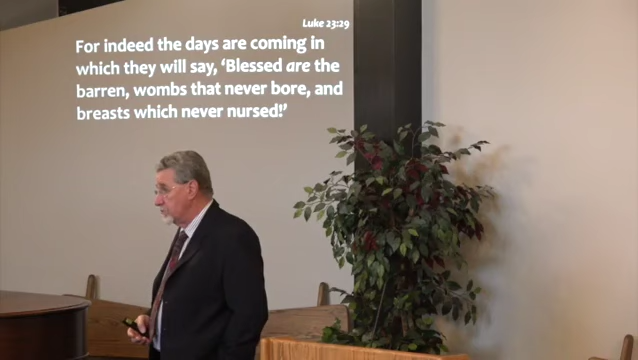 Luke 23:29
For indeed the days are coming in
which they will say, ‘Blessed are the
barren, wombs that never bore, and
breasts which never nursed!’